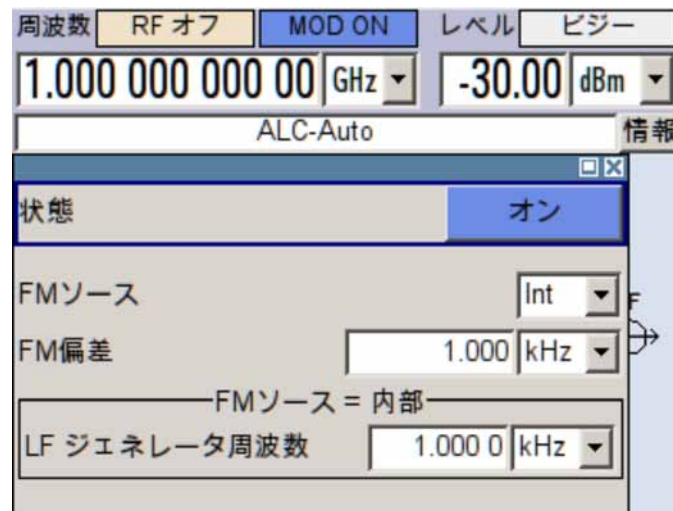 周波数 RF オフ MOD ON レベル ビジー
1.000 000 000 00 GHz -30.00 dBm
ALC-Auto 情報
状態 オン
FMソース Int
F
FM偏差 1.000 kHz
FMソース = 内部
LF ジェネレータ周波数 1.000 0 kHz